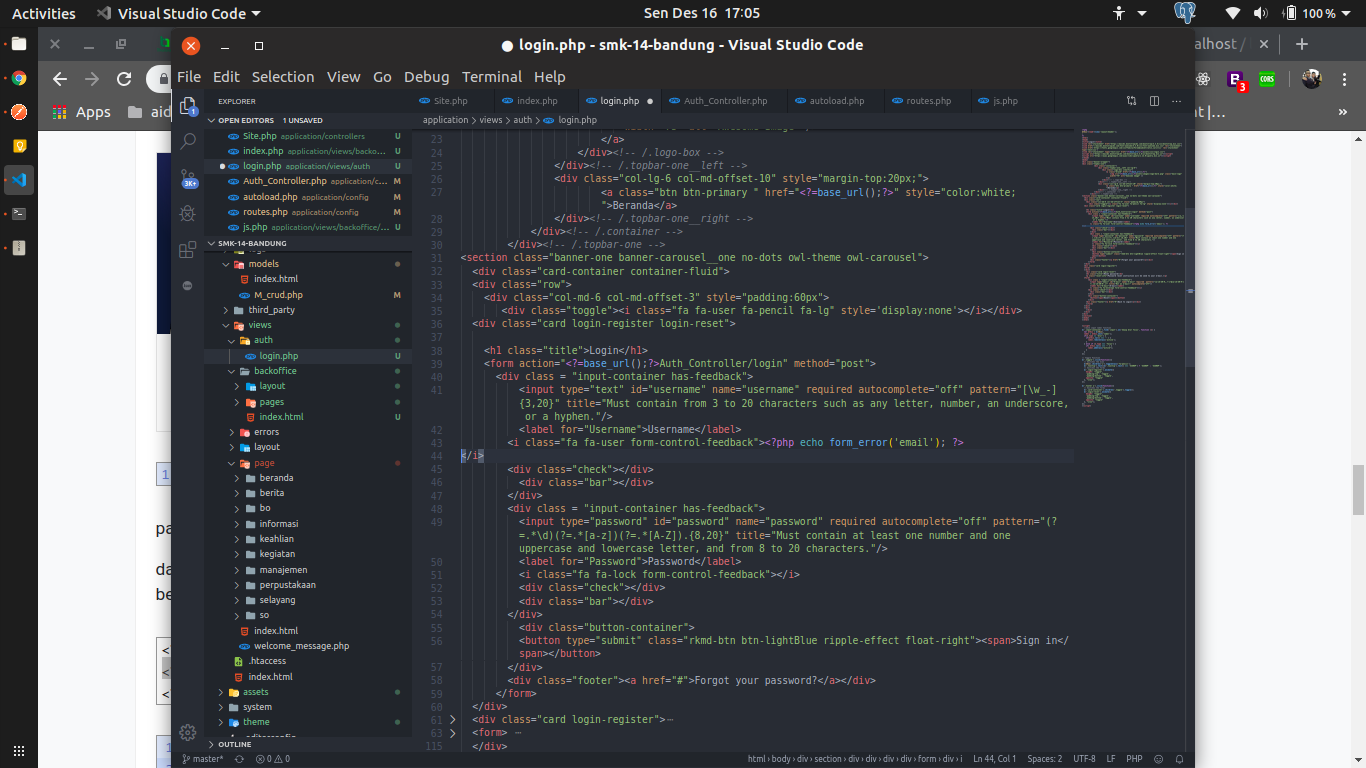 Activities
Visual Studio Code
Sen Des 16 17:05
100 %
login.php - smk-14-bandung - Visual Studio Code
alhost /
File Edit Selection View Go Debug Terminal Help
Apps
3
CORS
EXPLORER
Site.php
index.php
login.php
Auth_Controller.php
autoload.php
routes.php
js.php
OPEN EDITORS 1 UNSAVED
application › views › auth › login.php
Site.php application/controllers U
index.php application/views/backo... U
login.php application/views/auth U
Auth_Controller.php application/c... M
autoload.php application/config M
routes.php application/config M
js.php application/views/backoffice/... U
SMK-14-BANDUNG
models
index.html
M_crud.php M
third_party
views
auth
login.php U
backoffice
layout
pages
index.html U
errors
layout
page
beranda
berita
bo
informasi
keahlian
kegiatan
manajemen
perpustakaan
selayang
so
index.html
welcome_message.php
.htaccess
index.html
assets
system
theme
OUTLINE
23 </a>
24 </div><!-- /.logo-box -->
25 </div><!-- /.topbar-one__left -->
26 <div class="col-lg-6 col-md-offset-10" style="margin-top:20px;">
27 <a class="btn btn-primary " href="<?=base_url();?>" style="color:white;
">Beranda</a>
28 </div><!-- /.topbar-one__right -->
29 </div><!-- /.container -->
30 </div><!-- /.topbar-one -->
31 <section class="banner-one banner-carousel__one no-dots owl-theme owl-carousel">
32 <div class="card-container container-fluid">
33 <div class="row">
34 <div class="col-md-6 col-md-offset-3" style="padding:60px">
35 <div class="toggle"><i class="fa fa-user fa-pencil fa-lg" style='display:none'></i></div>
36 <div class="card login-register login-reset">
37
38 <h1 class="title">Login</h1>
39 <form action="<?=base_url();?>Auth_Controller/login" method="post">
40 <div class = "input-container has-feedback">
41 <input type="text" id="username" name="username" required autocomplete="off" pattern="[\w_-]
{3,20}" title="Must contain from 3 to 20 characters such as any letter, number, an underscore,
or a hyphen."/>
42 <label for="Username">Username</label>
43 <i class="fa fa-user form-control-feedback"><?php echo form_error('email'); ?>
44 </i>
45 <div class="check"></div>
46 <div class="bar"></div>
47 </div>
48 <div class = "input-container has-feedback">
49 <input type="password" id="password" name="password" required autocomplete="off" pattern="(?
=.*\d)(?=.*[a-z])(?=.*[A-Z]).{8,20}" title="Must contain at least one number and one
uppercase and lowercase letter, and from 8 to 20 characters."/>
50 <label for="Password">Password</label>
51 <i class="fa fa-lock form-control-feedback"></i>
52 <div class="check"></div>
53 <div class="bar"></div>
54 </div>
55 <div class="button-container">
56 <button type="submit" class="rkmd-btn btn-lightBlue ripple-effect float-right"><span>Sign in</
span></button>
57 </div>
58 <div class="footer"><a href="#">Forgot your password?</a></div>
59 </form>
60 </div>
61 <div class="card login-register">⋯
63 <form> ⋯
115 </div>
master*
0 0
html › body › div › section › div › div › div › div › form › div › i
Ln 44, Col 1
Spaces: 2
UTF-8
LF
PHP